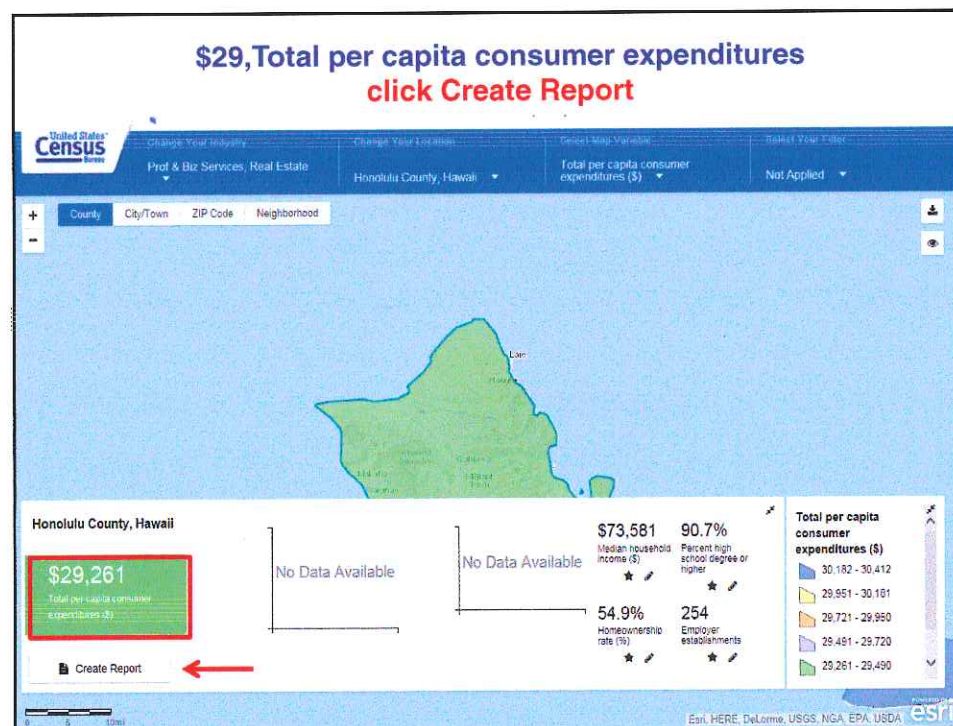 $29,Total per capita consumer expenditures
click Create Report
United States®
Census
Bureau
Change Your Industry
Prof & Biz Services, Real Estate
Change Your Location
Honolulu County, Hawaii
Select Map Variable
Total per capita consumer
expenditures ($)
Select Your Filter
Not Applied
+
County
City/Town
ZIP Code
Neighborhood
-
Laie
Honolulu County, Hawaii
$29,261
Total per capita consumer
expenditures ($)
Create Report
No Data Available
No Data Available
$73,581
Median household
income ($)
90.7%
Percent high
school degree or
higher
54.9%
Homeownership
rate (%)
254
Employer
establishments
Total per capita
consumer
expenditures ($)
30,182 - 30,412
29,951 - 30,181
29,721 - 29,950
29,491 - 29,720
29,261 - 29,490
0 5 10mi
Esri, HERE, DeLorme, USGS, NGA, EPA, USDA
POWERED BY
esri